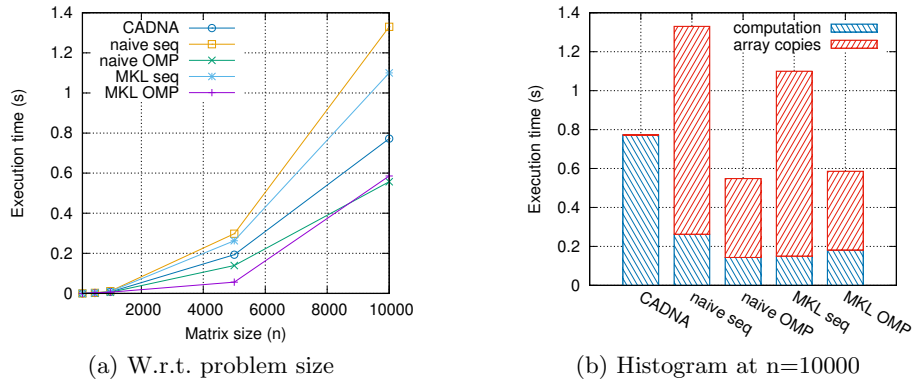 1.4
1.2
1
0.8
0.6
0.4
0.2
0
2000 4000 6000 8000 10000
Execution time (s)
Matrix size (n)
CADNA
naive seq
naive OMP
MKL seq
MKL OMP
(a) W.r.t. problem size
1.4
1.2
1
0.8
0.6
0.4
0.2
0
Execution time (s)
computation
array copies
CADNA
naive seq
naive OMP
MKL seq
MKL OMP
(b) Histogram at n=10000